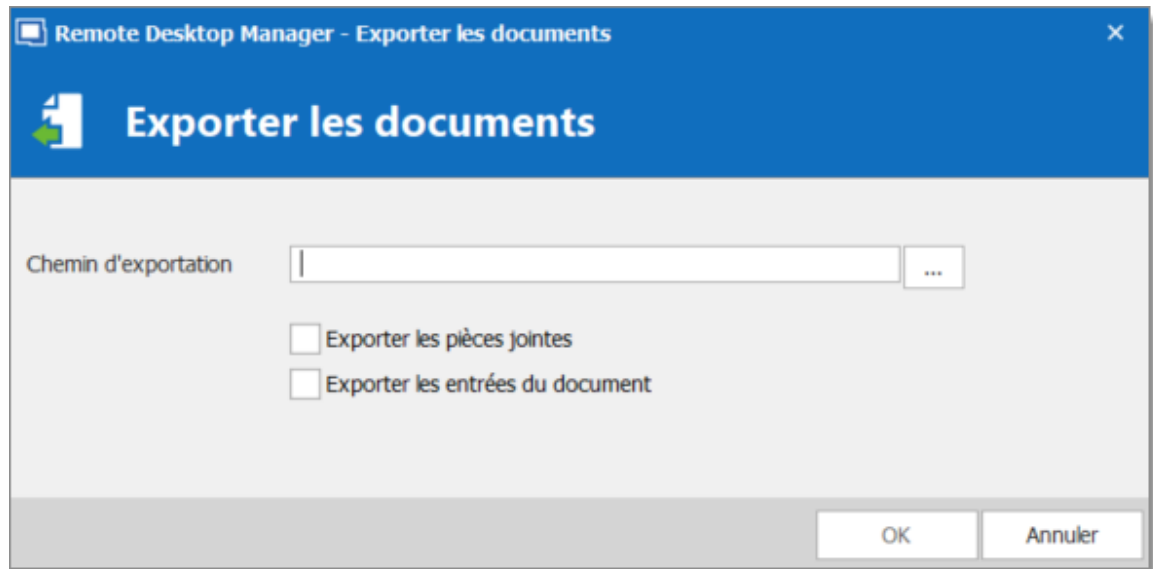 Remote Desktop Manager - Exporter les documents
Exporter les documents
Chemin d'exportation
...
Exporter les pièces jointes
Exporter les entrées du document
OK
Annuler